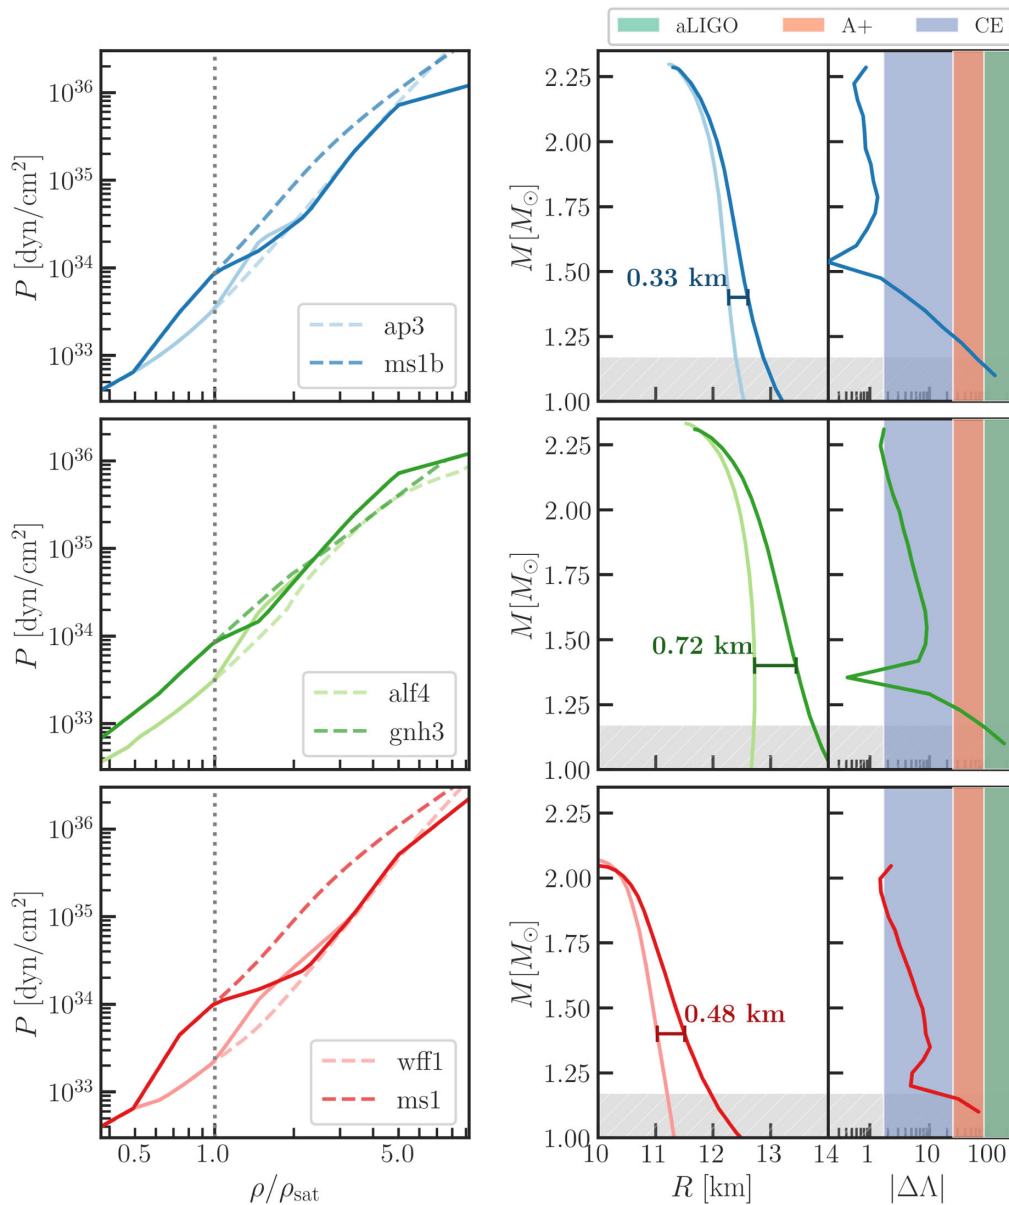 aLIGO A+ CE
10^36
10^35
10^34
10^33
P [dyn/cm^2]
ap3
ms1b
2.25
2.00
1.75
1.50
1.25
1.00
M[M_⊙]
0.33 km
10^36
10^35
10^34
10^33
P [dyn/cm^2]
alf4
gnh3
2.25
2.00
1.75
1.50
1.25
1.00
M[M_⊙]
0.72 km
10^36
10^35
10^34
10^33
P [dyn/cm^2]
wff1
ms1
0.5 1.0 5.0
ρ/ρ_sat
2.25
2.00
1.75
1.50
1.25
1.00
M[M_⊙]
0.48 km
10 11 12 13 14
R [km]
1 10 100
|ΔΛ|